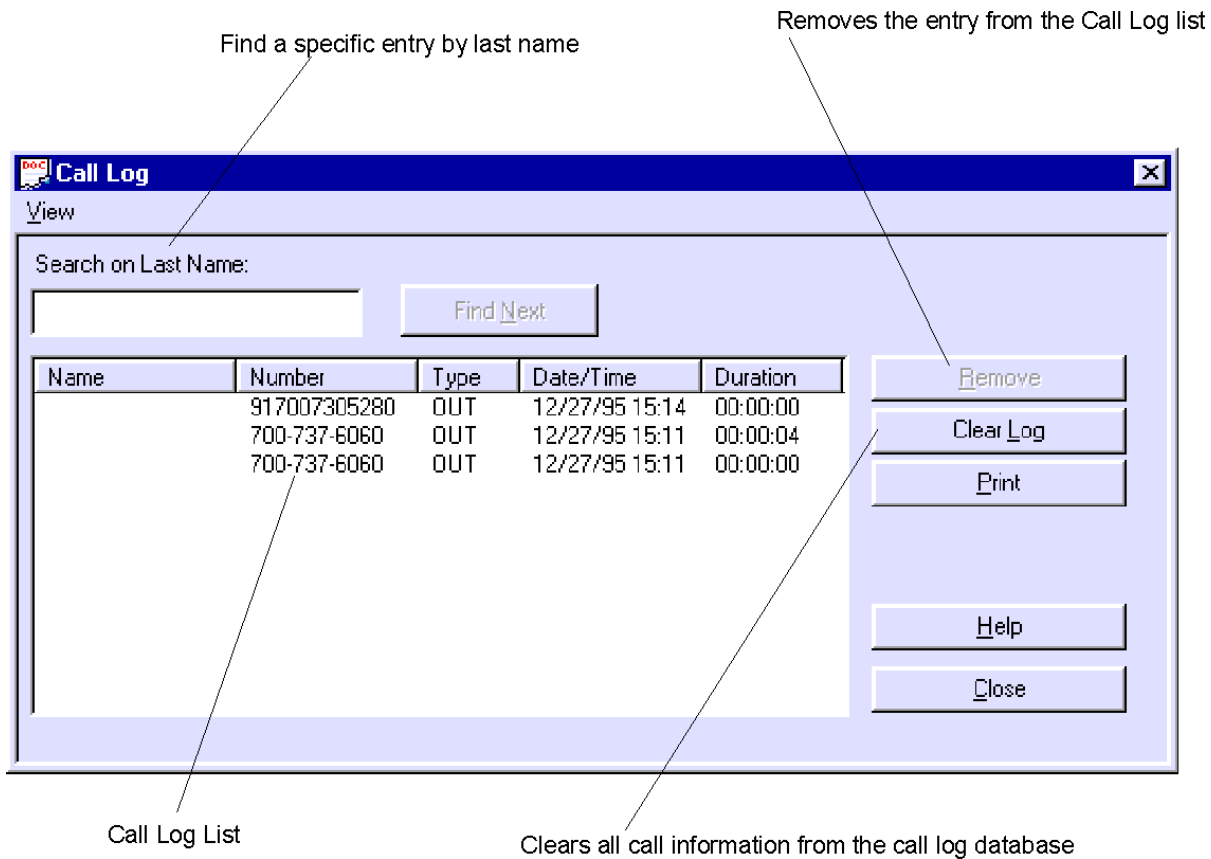 Removes the entry from the Call Log list
Find a specific entry by last name
DOC
Call Log
View
Search on Last Name:
Find Next
Name Number Type Date/Time Duration
917007305280 OUT 12/27/95 15:14 00:00:00
700-737-6060 OUT 12/27/95 15:11 00:00:04
700-737-6060 OUT 12/27/95 15:11 00:00:00
Remove
Clear Log
Print
Help
Close
Call Log List
Clears all call information from the call log database